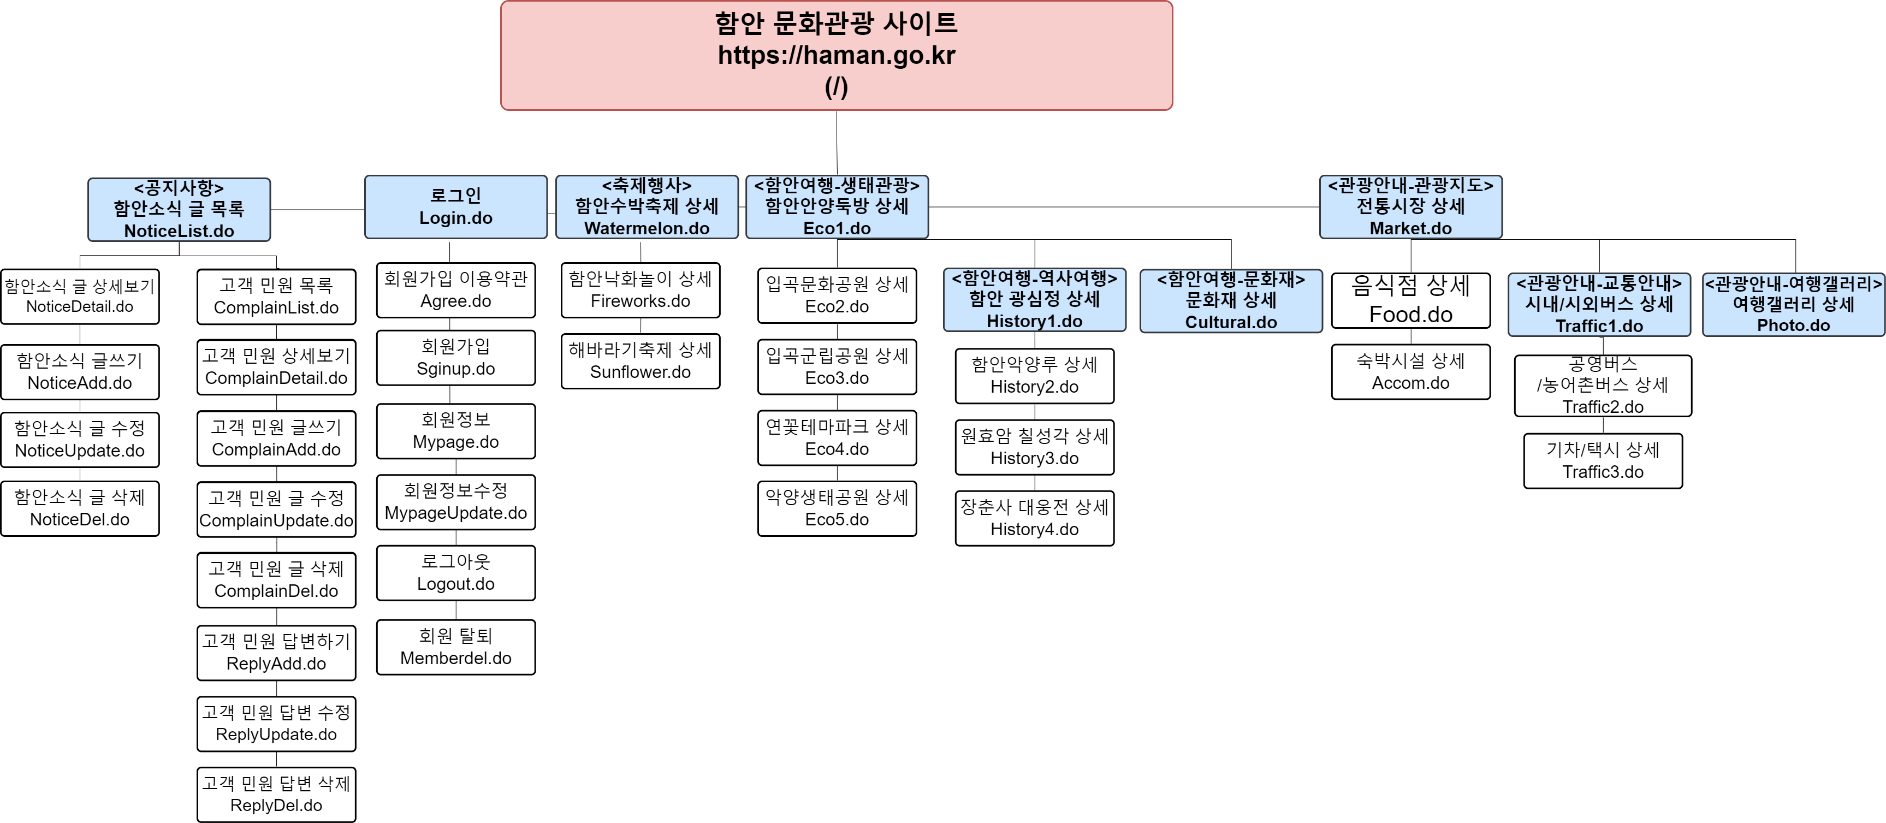 함안 문화관광 사이트
https://haman.go.kr
(/)
<공지사항>
함안소식 글 목록
NoticeList.do
로그인
Login.do
<축제행사>
함안수박축제 상세
Watermelon.do
<함안여행-생태관광>
함안안양둑방 상세
Eco1.do
<관광안내-관광지도>
전통시장 상세
Market.do
함안소식 글 상세보기
NoticeDetail.do
함안소식 글쓰기
NoticeAdd.do
함안소식 글 수정
NoticeUpdate.do
함안소식 글 삭제
NoticeDel.do
고객 민원 목록
ComplainList.do
고객 민원 상세보기
ComplainDetail.do
고객 민원 글쓰기
ComplainAdd.do
고객 민원 글 수정
ComplainUpdate.do
고객 민원 글 삭제
ComplainDel.do
고객 민원 답변하기
ReplyAdd.do
고객 민원 답변 수정
ReplyUpdate.do
고객 민원 답변 삭제
ReplyDel.do
회원가입 이용약관
Agree.do
회원가입
Sginup.do
회원정보
Mypage.do
회원정보수정
MypageUpdate.do
로그아웃
Logout.do
회원 탈퇴
Memberdel.do
함안낙화놀이 상세
Fireworks.do
해바라기축제 상세
Sunflower.do
입곡문화공원 상세
Eco2.do
입곡군립공원 상세
Eco3.do
연꽃테마파크 상세
Eco4.do
악양생태공원 상세
Eco5.do
<함안여행-역사여행>
함안 광심정 상세
History1.do
함안악양루 상세
History2.do
원효암 칠성각 상세
History3.do
장춘사 대웅전 상세
History4.do
<함안여행-문화재>
문화재 상세
Cultural.do
음식점 상세
Food.do
숙박시설 상세
Accom.do
<관광안내-교통안내>
시내/시외버스 상세
Traffic1.do
공영버스
/농어촌버스 상세
Traffic2.do
기차/택시 상세
Traffic3.do
<관광안내-여행갤러리>
여행갤러리 상세
Photo.do